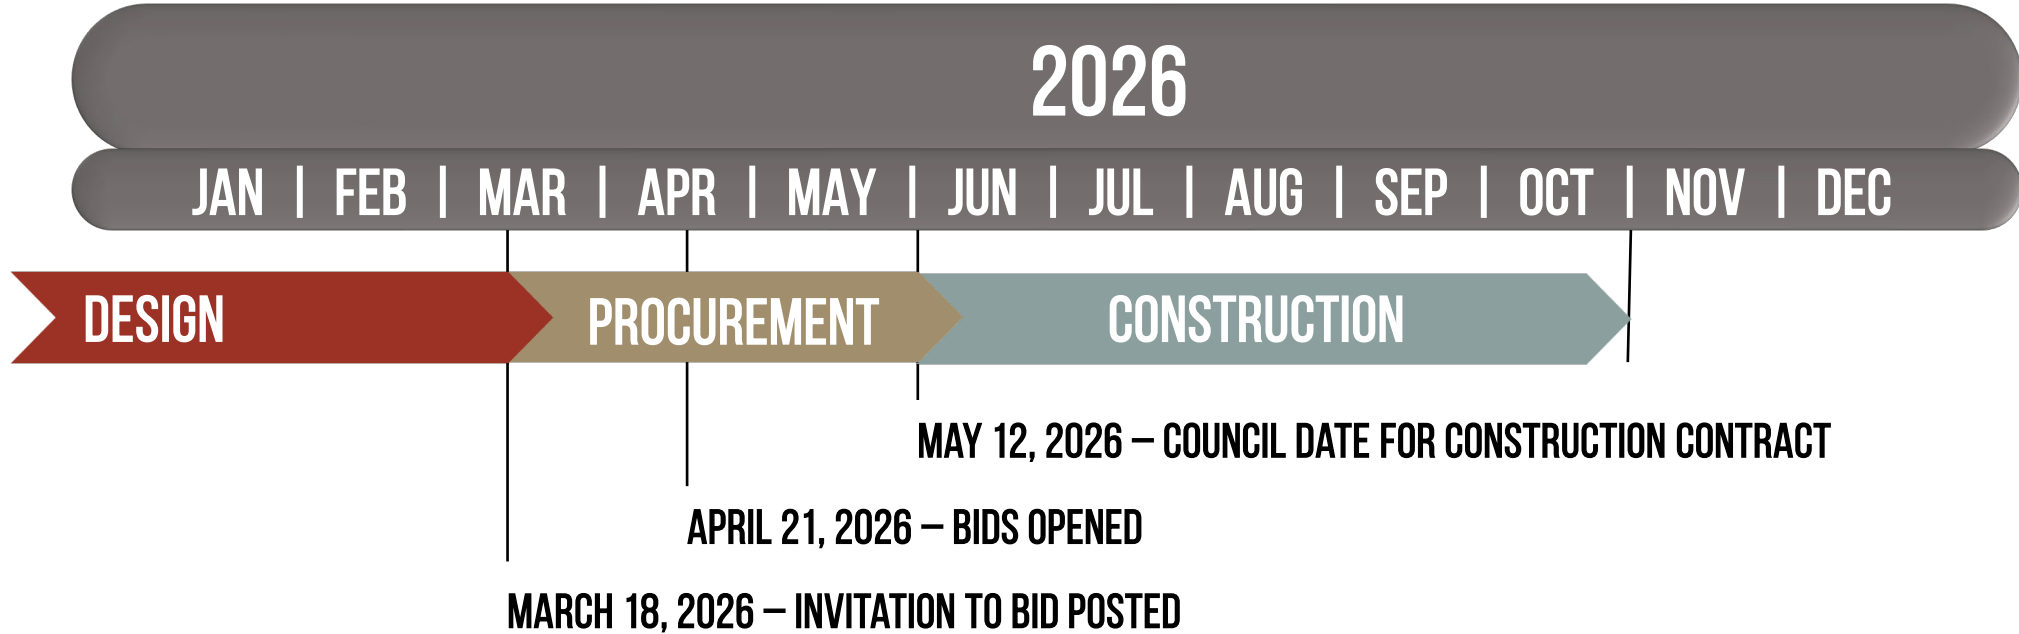 2026
JAN | FEB | MAR | APR | MAY | JUN | JUL | AUG | SEP | OCT | NOV | DEC
DESIGN
PROCUREMENT
CONSTRUCTION
MAY 12, 2026 – COUNCIL DATE FOR CONSTRUCTION CONTRACT
APRIL 21, 2026 – BIDS OPENED
MARCH 18, 2026 – INVITATION TO BID POSTED